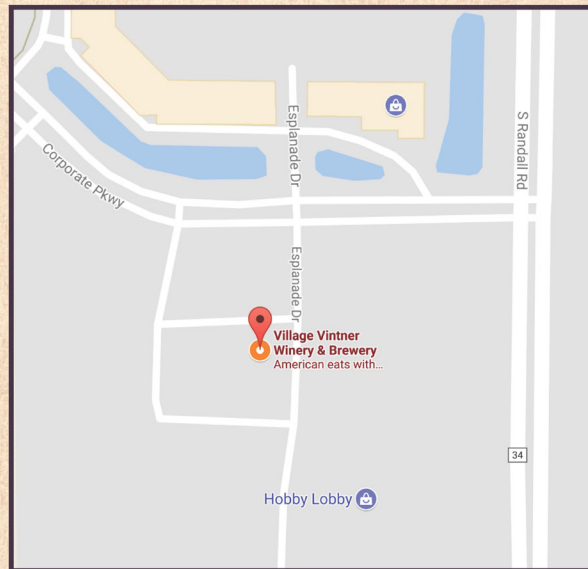 Esplanade Dr
S Randall Rd
Corporate Pkwy
Esplanade Dr
Village Vintner
Winery & Brewery
American eats with...
34
Hobby Lobby